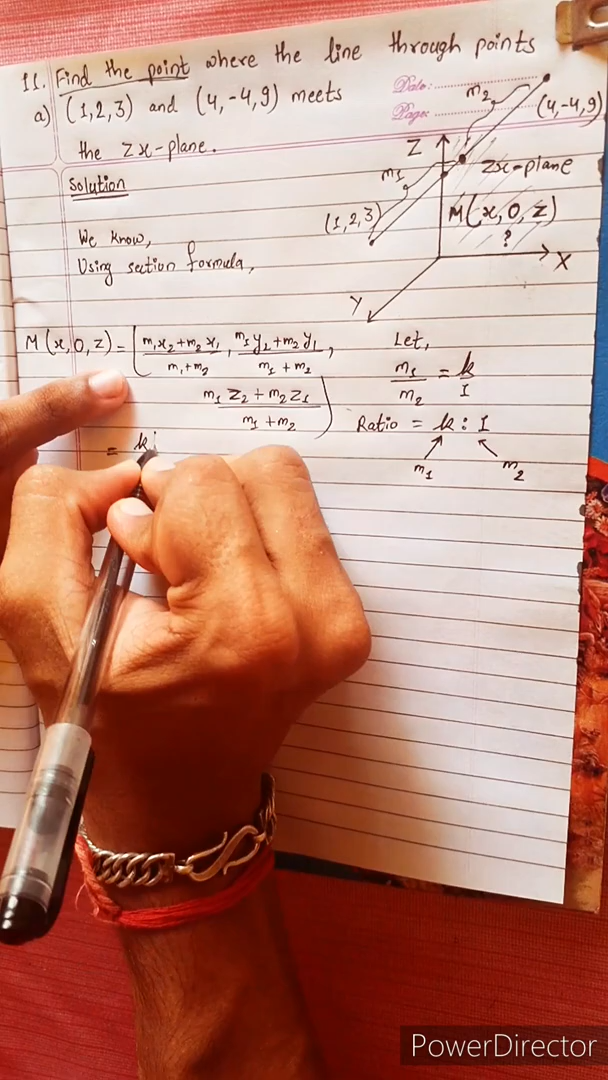 11. Find the point where the line through points
a) (1,2,3) and (4,-4,9) meets
the zx-plane.
Date:
Page:
Solution
We know,
Using section formula,
m2
(4,-4,9)
Z
zx-plane
m1
(1,2,3)
M(x,0,z)
?
X
Y
M(x,0,z) = (m1x2+m2x1/m1+m2, m1y2+m2y1/m1+m2,
m1z2+m2z1/m1+m2)
= k
Let,
m1/m2 = k/1
Ratio = k : 1
m1 m2
PowerDirector